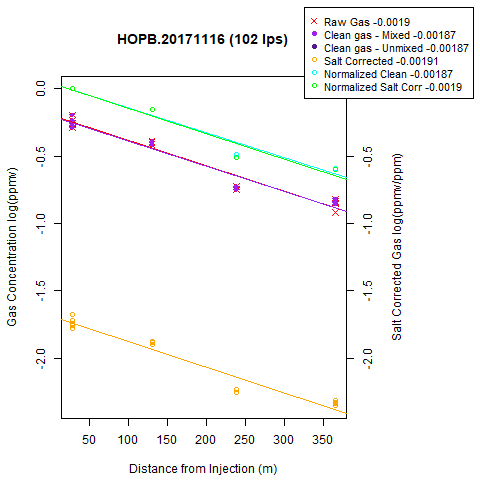 HOPB.20171116 (102 lps)
Raw Gas -0.0019
Clean gas - Mixed -0.00187
Clean gas - Unmixed -0.00187
Salt Corrected -0.00191
Normalized Clean -0.00187
Normalized Salt Corr -0.0019
Gas Concentration log(ppmv)
0.0
-0.5
-1.0
-1.5
-2.0
0.0
-0.5
-1.0
-1.5
-2.0
Salt Corrected Gas log(ppmv/ppm)
50 100 150 200 250 300 350
Distance from Injection (m)